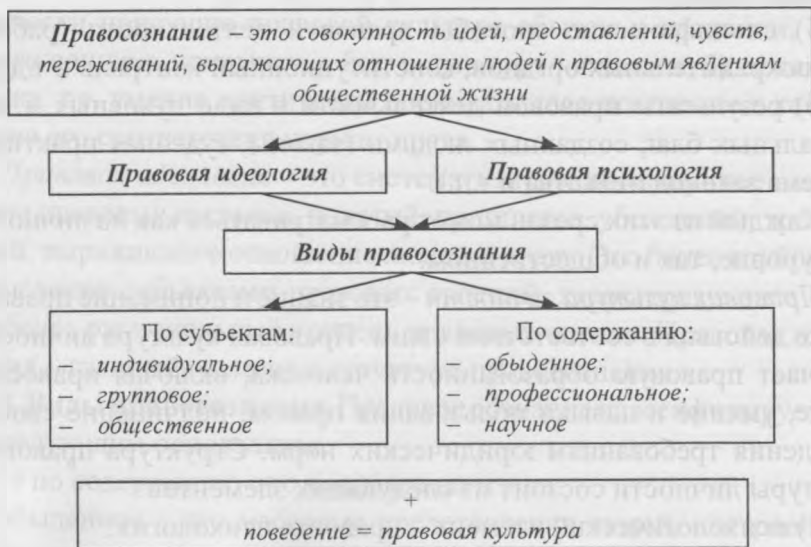 Правосознание – это совокупность идей, представлений, чувств,
переживаний, выражающих отношение людей к правовым явлениям
общественной жизни
Правовая идеология
Правовая психология
Виды правосознания
По субъектам:
– индивидуальное;
– групповое;
– общественное
По содержанию:
– обыденное;
– профессиональное;
– научное
+
поведение = правовая культура